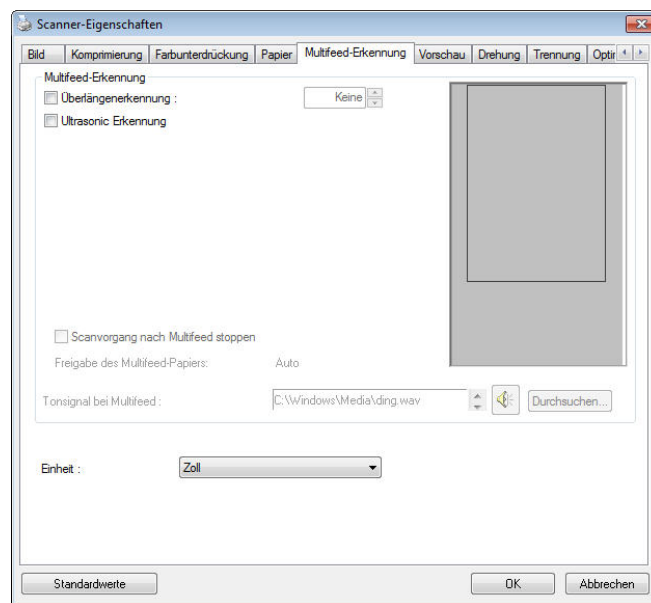 Scanner-Eigenschaften
Bild Komprimierung Farbunterdrückung Papier Multifeed-Erkennung Vorschau Drehung Trennung Optir
Multifeed-Erkennung
Überlängenerkennung : Keine
Ultrasonic Erkennung
Scanvorgang nach Multifeed stoppen
Freigabe des Multifeed-Papiers: Auto
Tonsignal bei Multifeed : C:\Windows\Media\ding.wav Durchsuchen...
Einheit : Zoll
Standardwerte OK Abbrechen